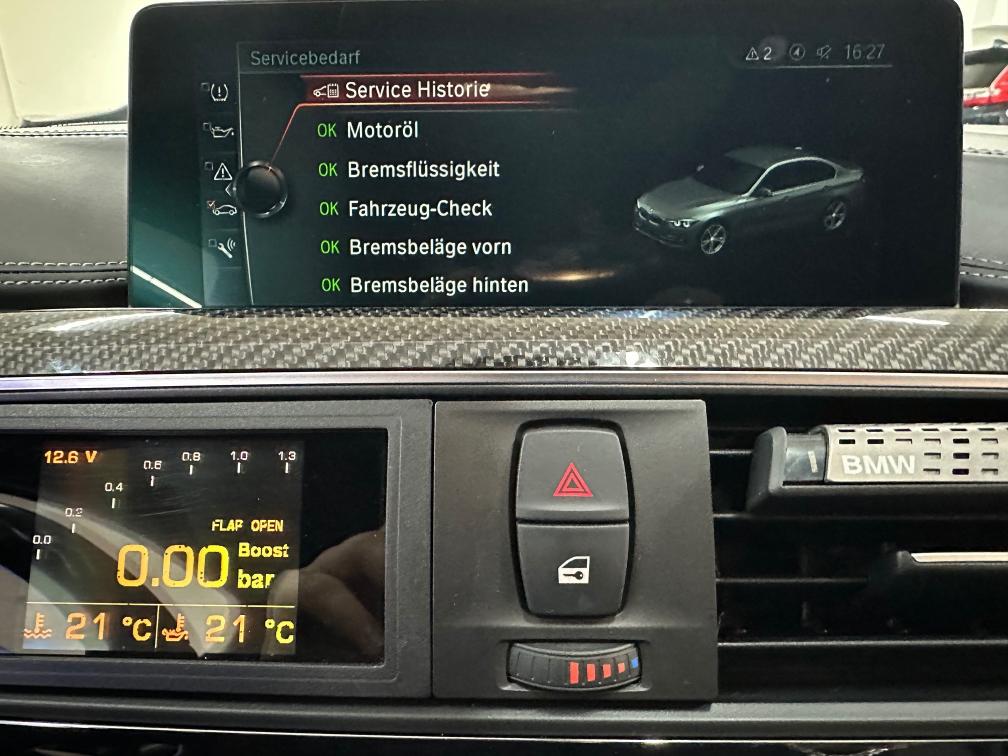 Servicebedarf
2 16:27
Service Historie
OK Motoröl
OK Bremsflüssigkeit
OK Fahrzeug-Check
OK Bremsbeläge vorn
OK Bremsbeläge hinten
12.6 V
0.0 0.2 0.4 0.6 0.8 1.0 1.3
FLAP OPEN
0.00 Boost
bar
21 °C 21 °C
BMW